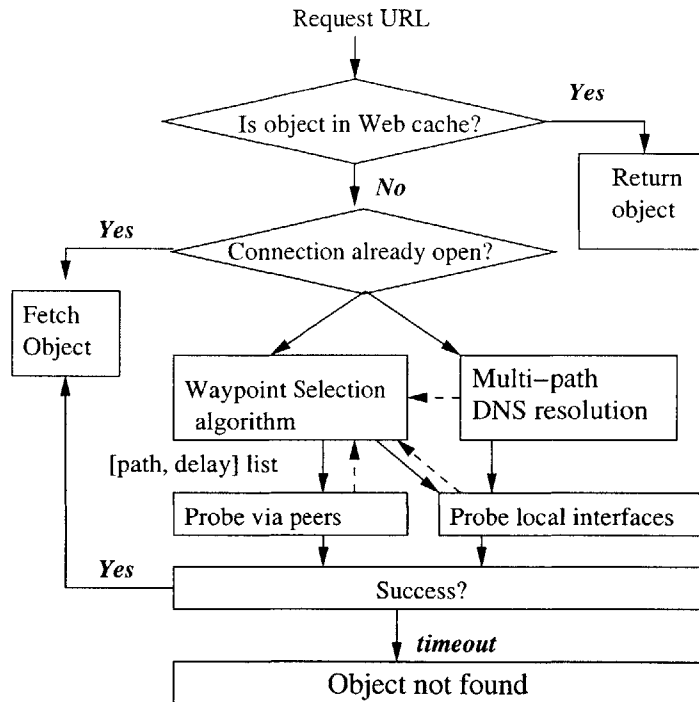 Request URL
Is object in Web cache?
Yes
Return
object
No
Yes
Connection already open?
Fetch
Object
Waypoint Selection
algorithm
Multi–path
DNS resolution
[path, delay] list
Probe via peers
Probe local interfaces
Yes
Success?
timeout
Object not found